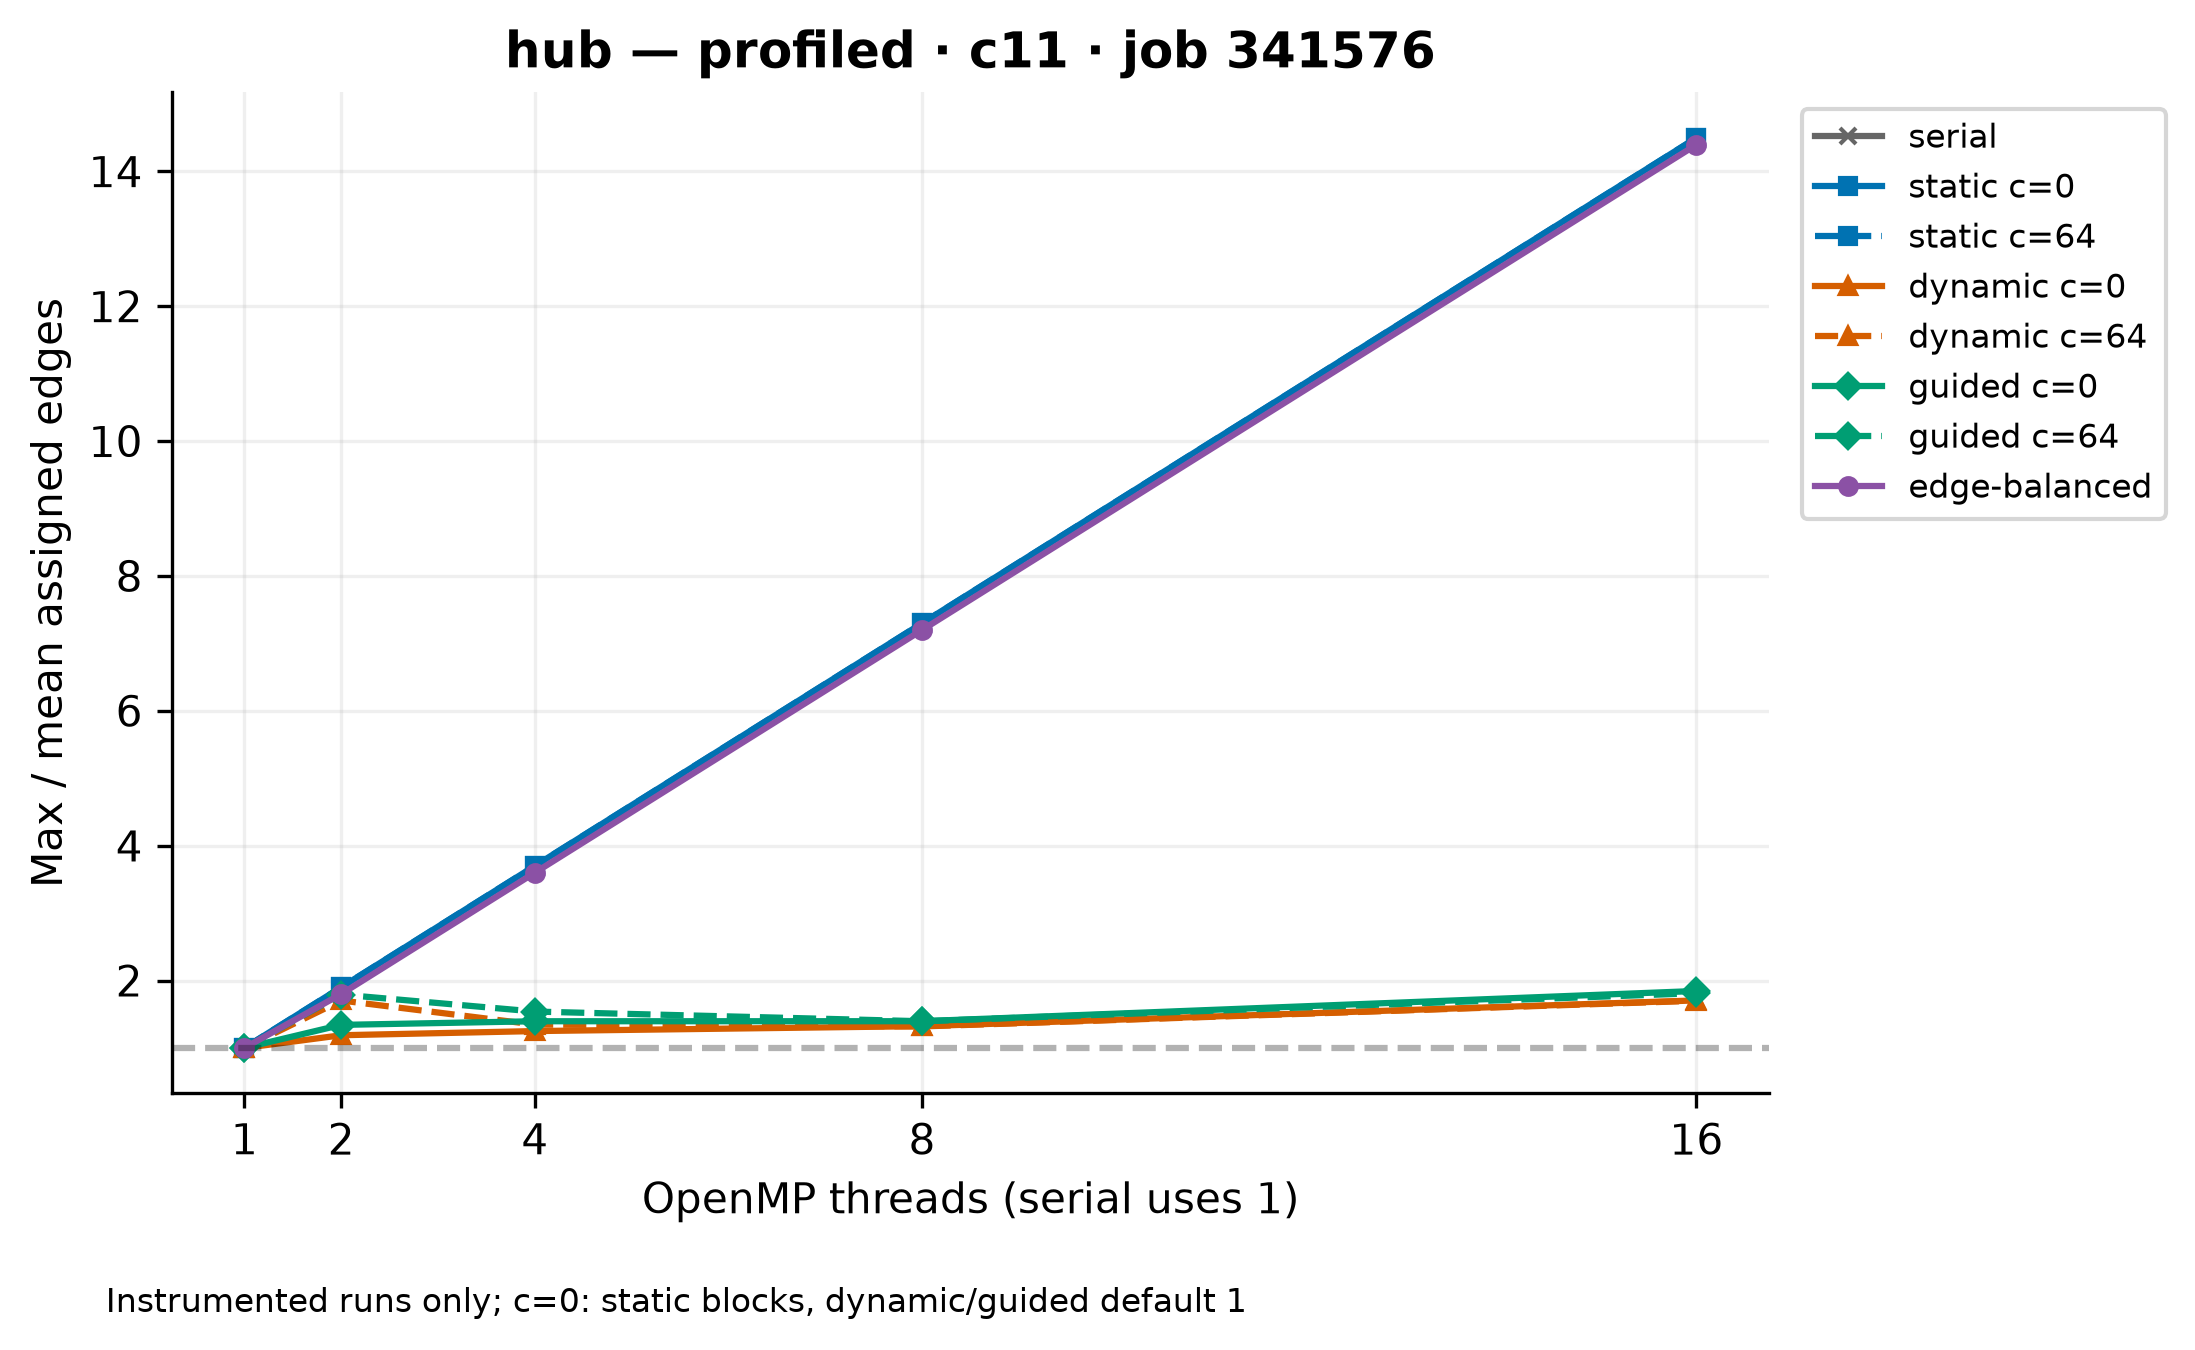 hub — profiled · c11 · job 341576
Max / mean assigned edges
14
12
10
8
6
4
2
1 2 4 8 16
OpenMP threads (serial uses 1)
serial
static c=0
static c=64
dynamic c=0
dynamic c=64
guided c=0
guided c=64
edge-balanced
Instrumented runs only; c=0: static blocks, dynamic/guided default 1